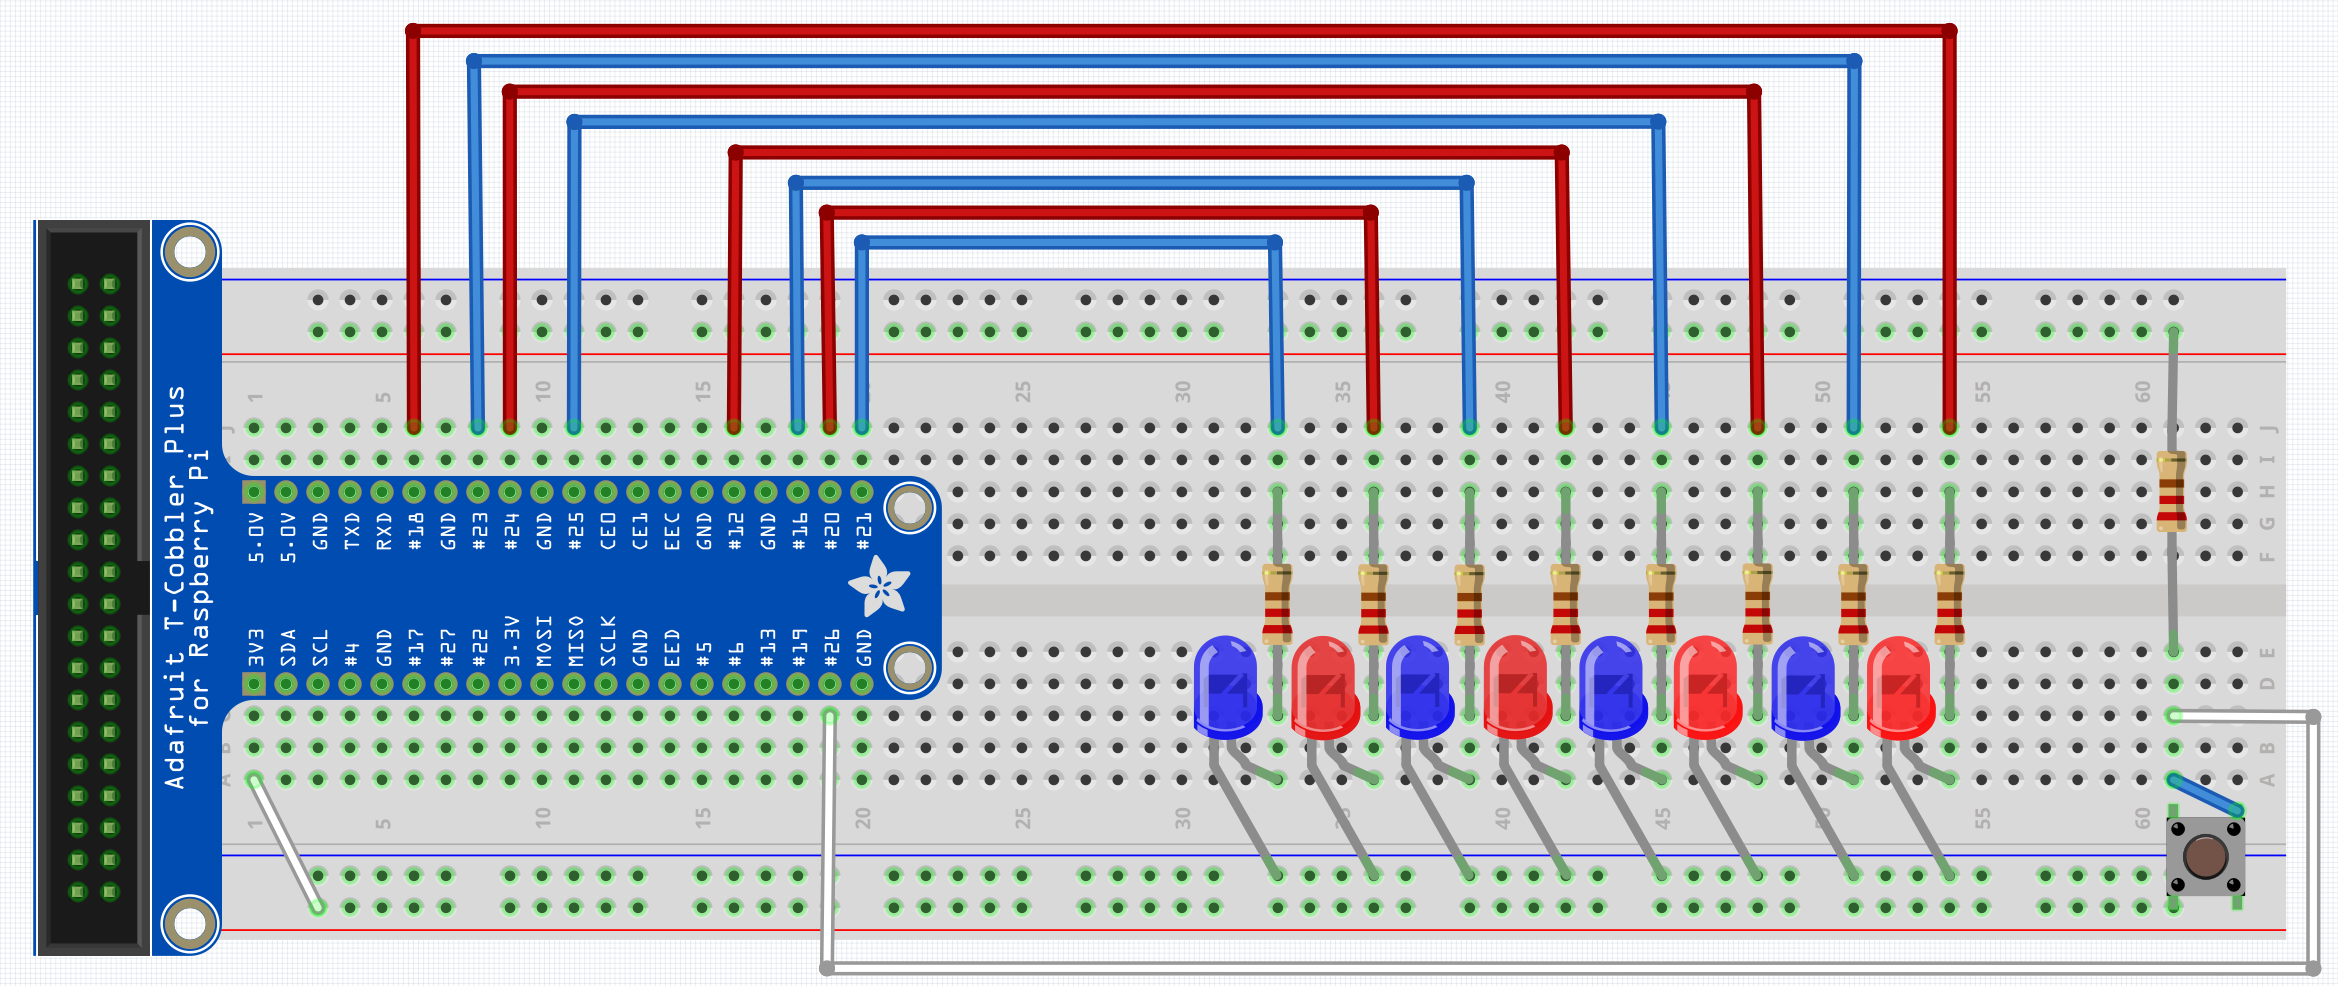 1 5 10 15 25 30 35 40 50 55 60
J J
I
H
G
F
5.0V 5.0V GND TXD RXD #18 GND #23 #24 GND #25 CE0 CE1 EEC GND #12 GND #16 #20 #21
Adafruit T-Cobbler Plus
for Raspberry Pi
3V3 SDA SCL #4 GND #17 #27 #22 3.3V MOSI MISO SCLK GND EED #5 #6 #13 #19 #26 GND
E
D
B B
A A
1 5 10 15 20 25 30 35 40 45 50 55 60